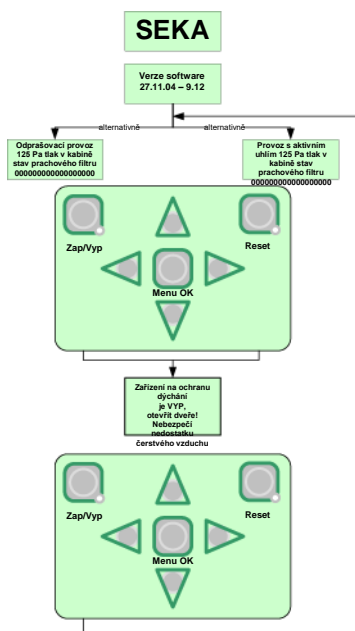 SEKA
Verze software
27.11.04 – 9.12
alternativně
alternativně
Odprašovací provoz
125 Pa tlak v kabině
stav prachového filtru
000000000000000000
Provoz s aktivním
uhlím 125 Pa tlak v
kabině stav
prachového filtru
000000000000000000
Zap/Vyp
Reset
Menu OK
Zařízení na ochranu
dýchání
je VYP,
otevřít dveře!
Nebezpečí
nedostatku
čerstvého vzduchu
Zap/Vyp
Reset
Menu OK